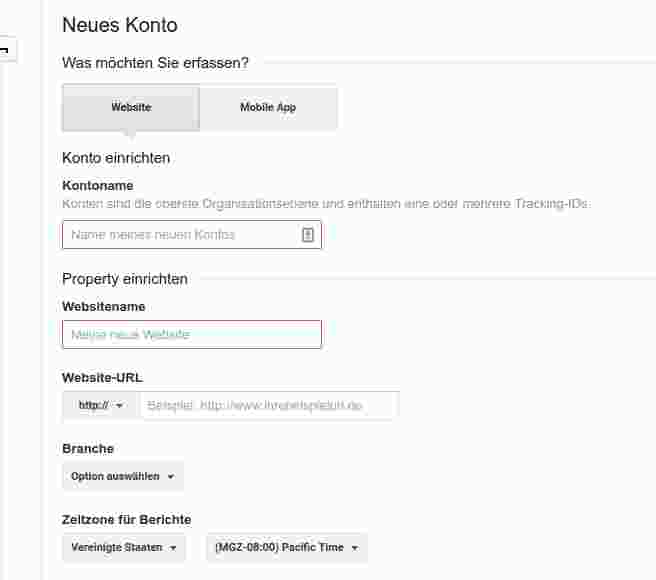 Neues Konto
Was möchten Sie erfassen?
Website
Mobile App
Konto einrichten
Kontoname
Konten sind die oberste Organisationsebene und enthalten eine oder mehrere Tracking-IDs.
Name meines neuen Kontos
Property einrichten
Websitename
Meine neue Website
Website-URL
http://
Beispiel: http://www.ihrebeispielurl.de
Branche
Option auswählen
Zeitzone für Berichte
Vereinigte Staaten
(MGZ-08:00) Pacific Time